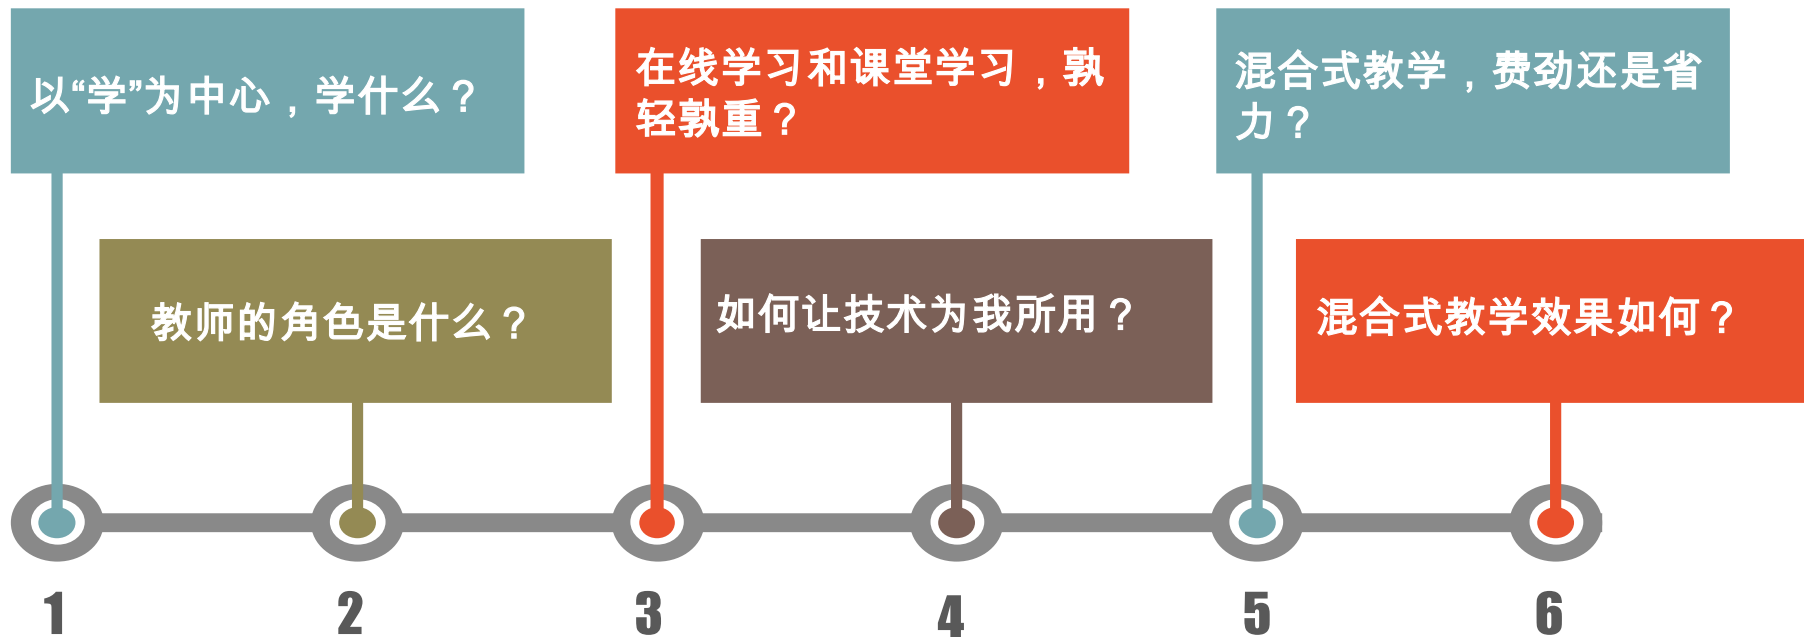 以“学”为中心，学什么？
在线学习和课堂学习，孰
轻孰重？
混合式教学，费劲还是省
力？
教师的角色是什么？
如何让技术为我所用？
混合式教学效果如何？
1
2
3
4
5
6